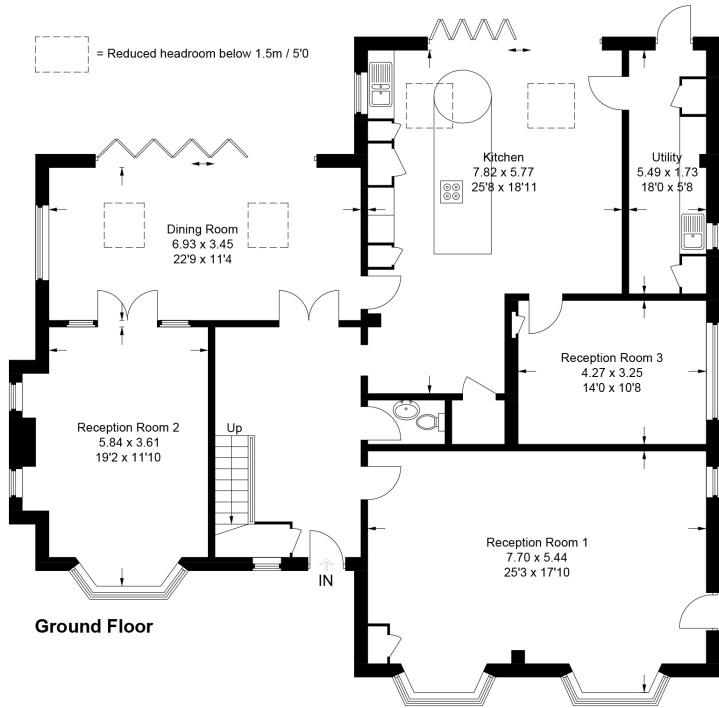 = Reduced headroom below 1.5m / 5'0
Kitchen
7.82 x 5.77
25'8 x 18'11
Utility
5.49 x 1.73
18'0 x 5'8
Dining Room
6.93 x 3.45
22'9 x 11'4
Reception Room 3
4.27 x 3.25
14'0 x 10'8
Reception Room 2
5.84 x 3.61
19'2 x 11'10
Up
Reception Room 1
7.70 x 5.44
25'3 x 17'10
IN
Ground Floor